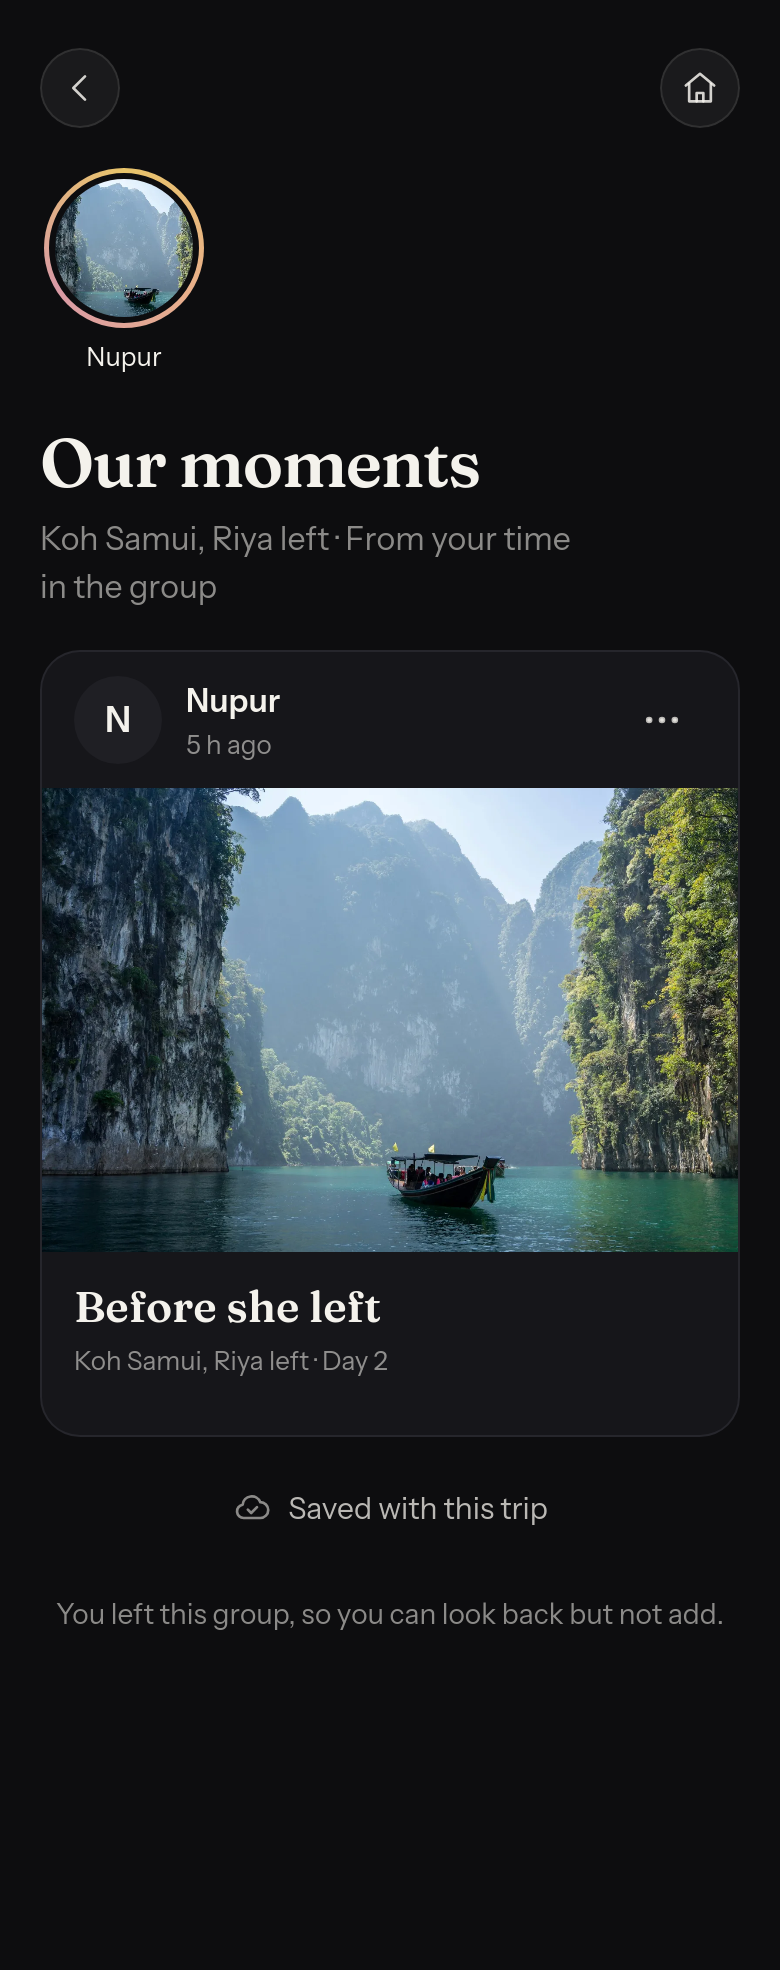 Nupur
Our moments
Koh Samui, Riya left · From your time
in the group
N
Nupur
5 h ago
Before she left
Koh Samui, Riya left · Day 2
Saved with this trip
You left this group, so you can look back but not add.